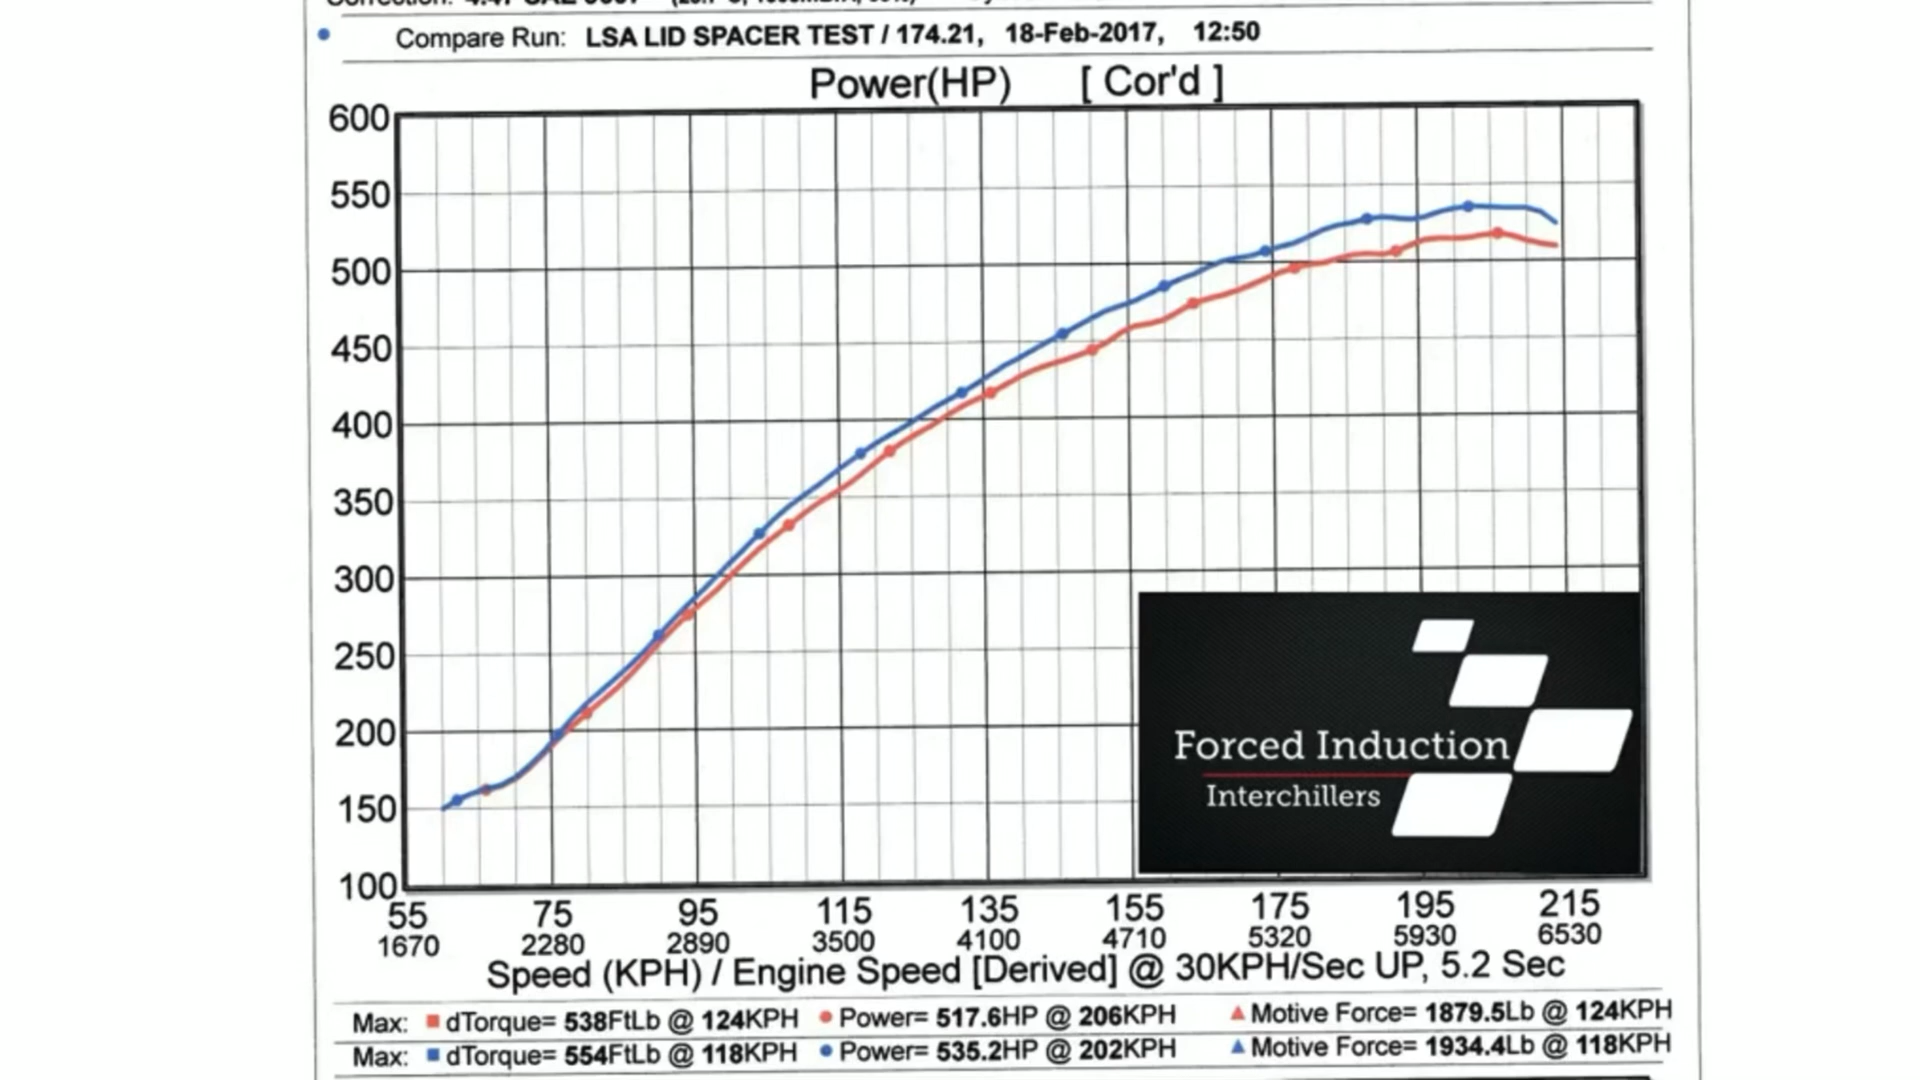 Compare Run: LSA LID SPACER TEST / 174.21, 18-Feb-2017, 12:50
Power(HP) [ Cor'd ]
600
550
500
450
400
350
300
250
200
150
100
55 75 95 115 135 155 175 195 215
1670 2280 2890 3500 4100 4710 5320 5930 6530
Speed (KPH) / Engine Speed [Derived] @ 30KPH/Sec UP, 5.2 Sec
Max: dTorque= 538FtLb @ 124KPH Power= 517.6HP @ 206KPH Motive Force= 1879.5Lb @ 124KPH
Max: dTorque= 554FtLb @ 118KPH Power= 535.2HP @ 202KPH Motive Force= 1934.4Lb @ 118KPH
Forced Induction
Interchillers